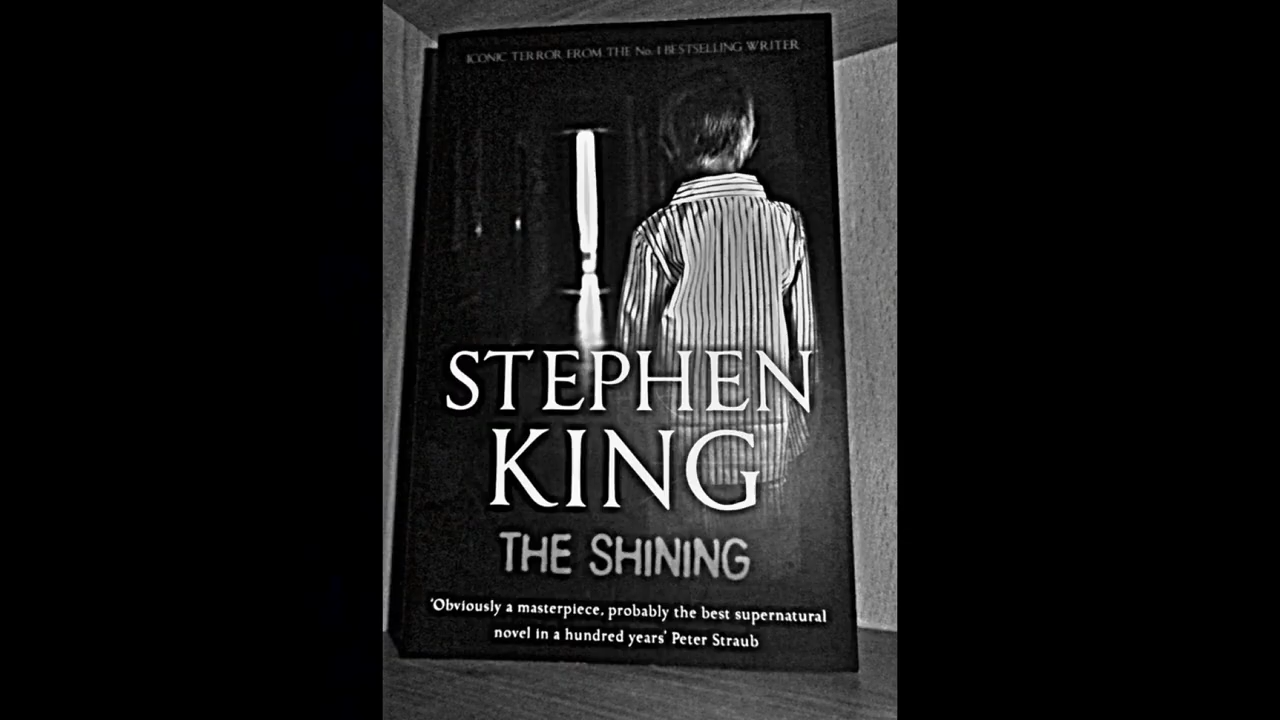 ICONIC TERROR FROM THE No. 1 BESTSELLING WRITER
STEPHEN
KING
THE SHINING
'Obviously a masterpiece, probably the best supernatural
novel in a hundred years' Peter Straub